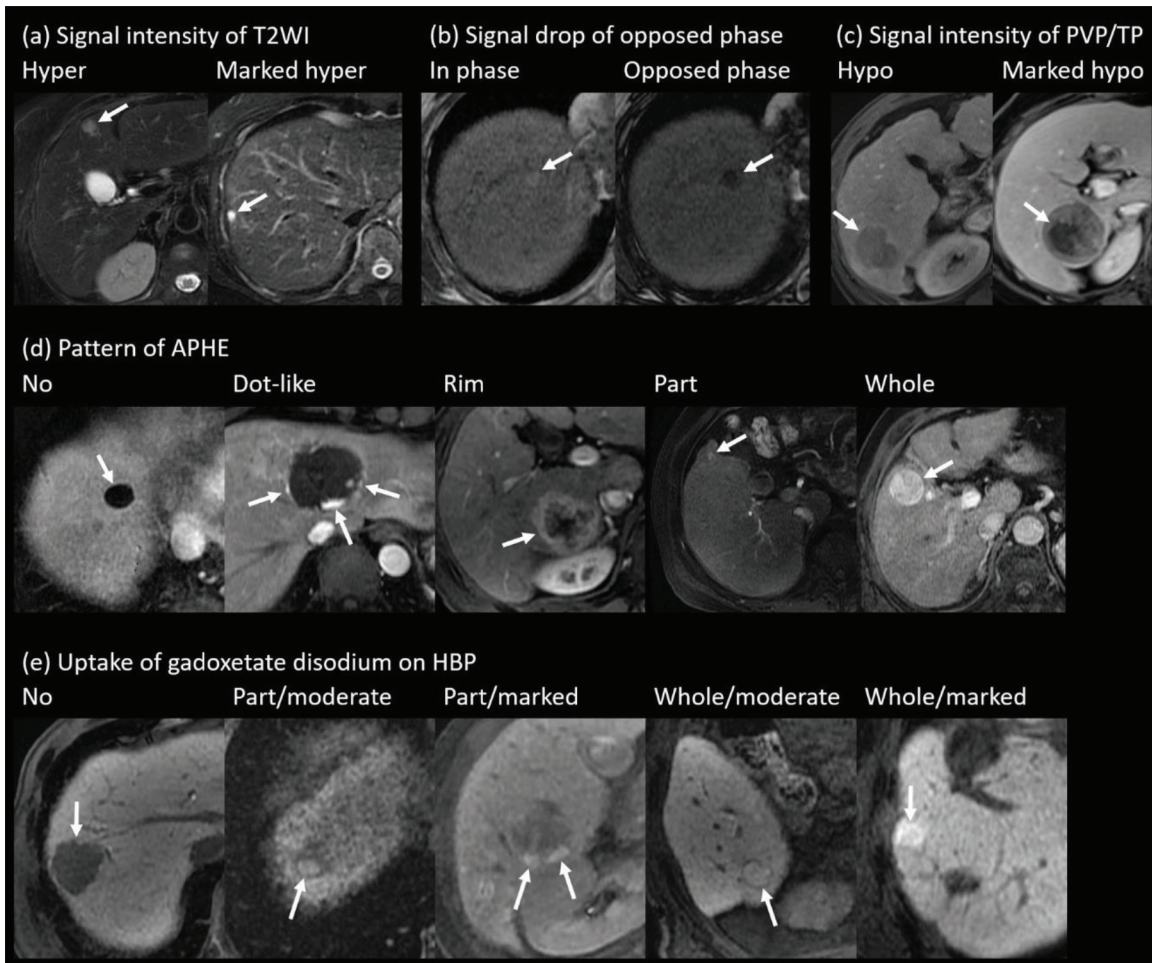 (a) Signal intensity of T2WI
Hyper Marked hyper
(b) Signal drop of opposed phase
In phase Opposed phase
(c) Signal intensity of PVP/TP
Hypo Marked hypo
(d) Pattern of APHE
No Dot-like Rim Part Whole
(e) Uptake of gadoxetate disodium on HBP
No Part/moderate Part/marked Whole/moderate Whole/marked